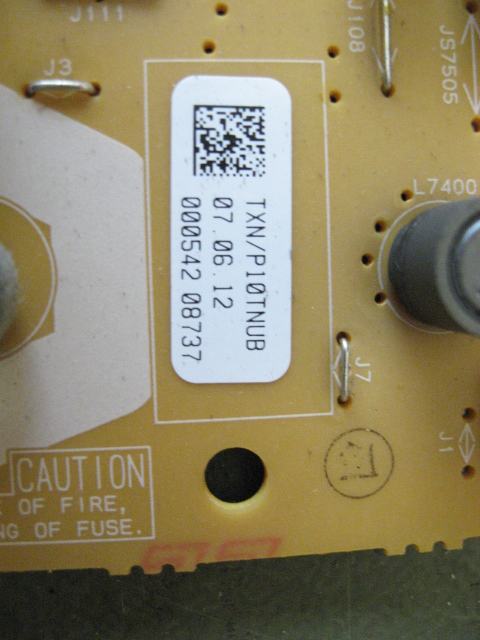 J111
J108
JS7505
J3
TXN/P10TNUB
07.06.12
000542 08737
L7400
J7
J1
CAUTION
OF FIRE,
OF FUSE.